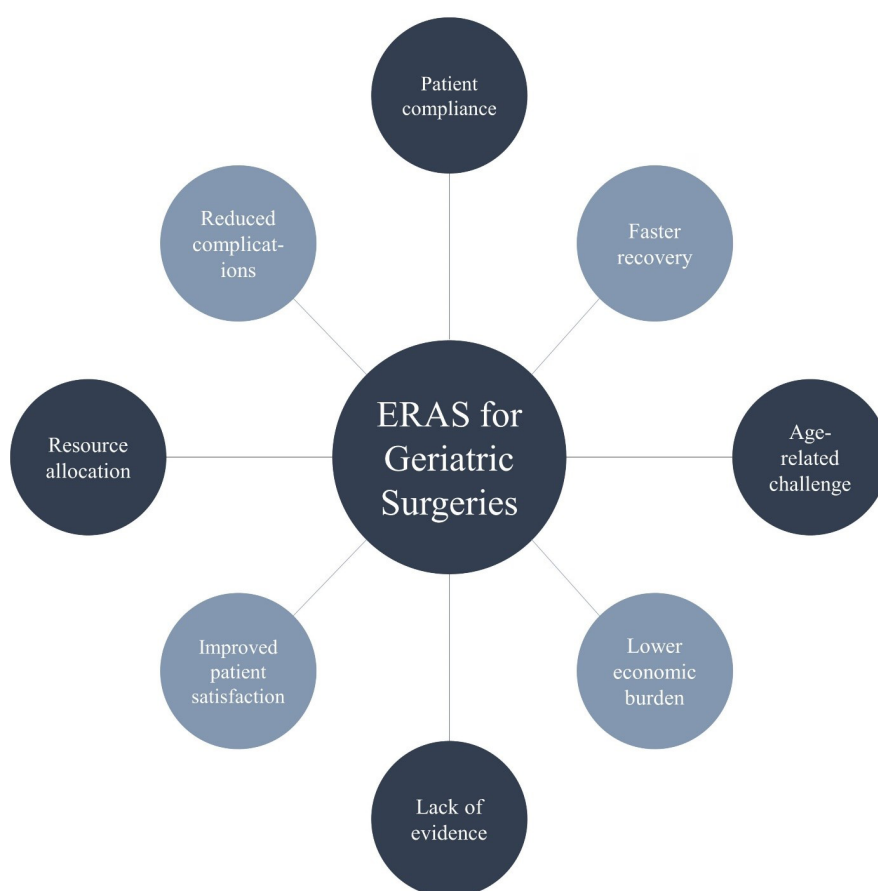 Patient
compliance
Reduced
complicat-
ions
Faster
recovery
ERAS for
Geriatric
Surgeries
Resource
allocation
Age-
related
challenge
Improved
patient
satisfaction
Lower
economic
burden
Lack of
evidence